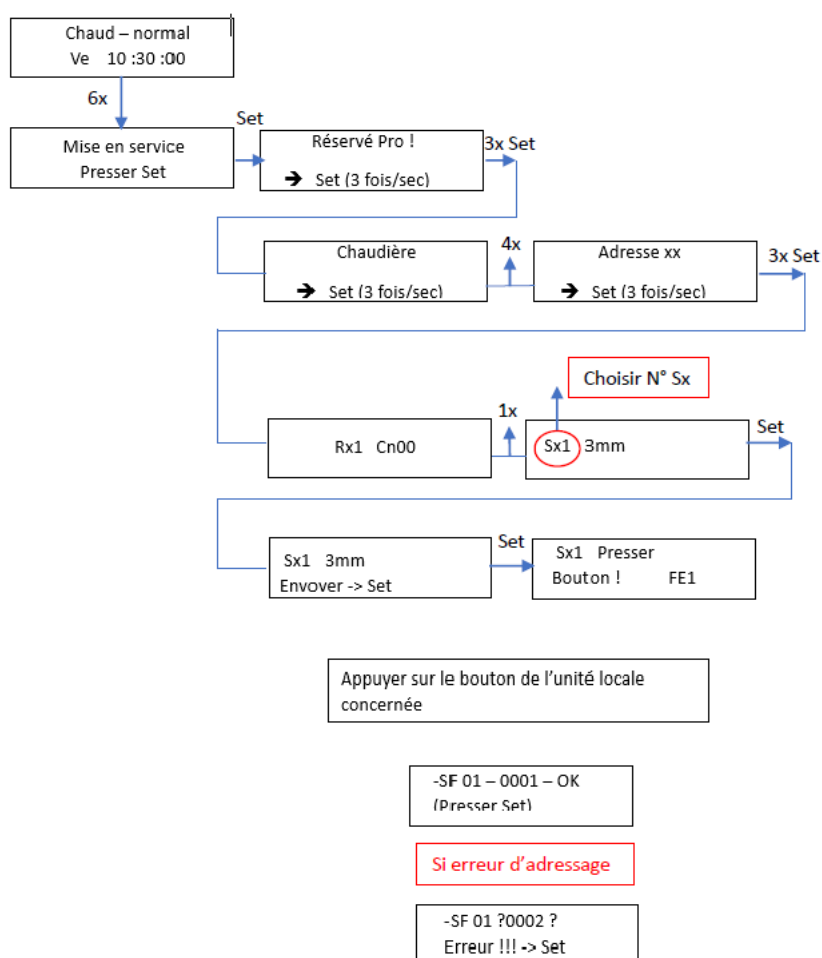 Chaud – normal
Ve 10 :30 :00
6x
Mise en service
Presser Set
Set
Réservé Pro !
➔ Set (3 fois/sec)
3x Set
Chaudière
➔ Set (3 fois/sec)
4x
Adresse xx
➔ Set (3 fois/sec)
3x Set
Choisir N° Sx
Rx1 Cn00
1x
Sx1 3mm
Set
Sx1 3mm
Envoyer -> Set
Set
Sx1 Presser
Bouton ! FE1
Appuyer sur le bouton de l’unité locale
concernée
-SF 01 – 0001 – OK
(Presser Set)
Si erreur d’adressage
-SF 01 ?0002 ?
Erreur !!! -> Set